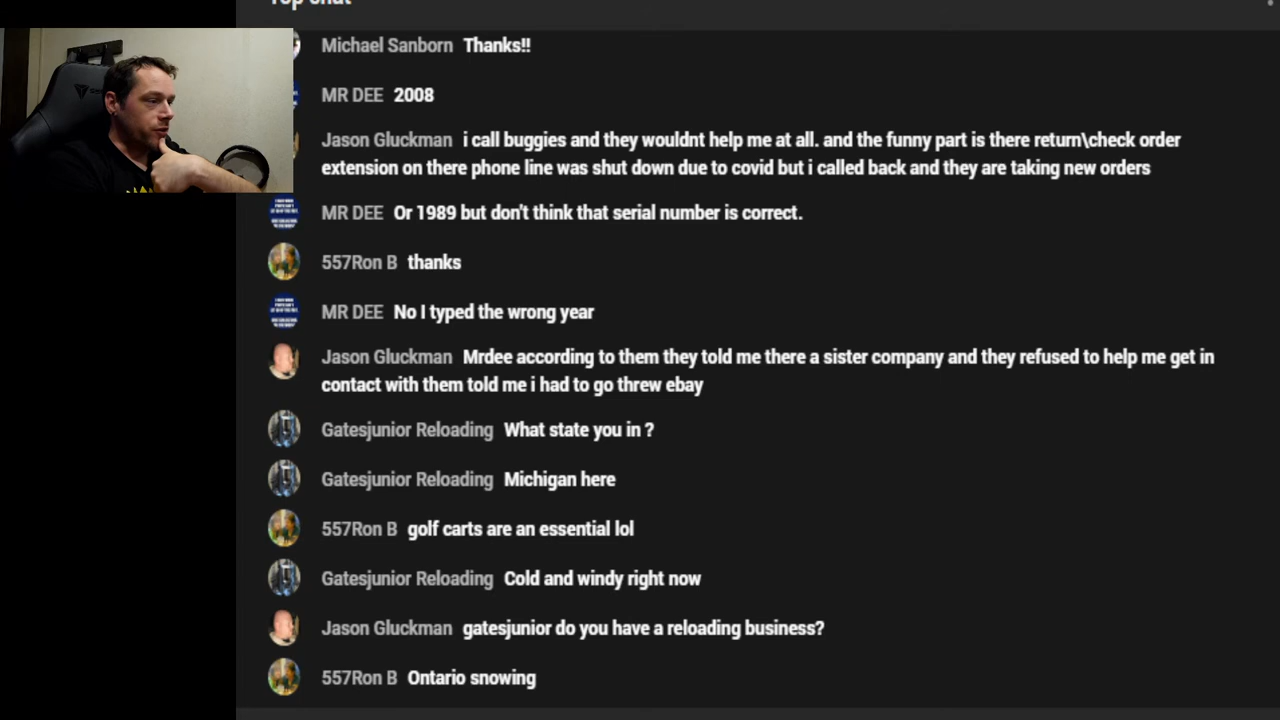 Top chat
Michael Sanborn Thanks!!
MR DEE 2008
Jason Gluckman i call buggies and they wouldnt help me at all. and the funny part is there return\check order
extension on there phone line was shut down due to covid but i called back and they are taking new orders
MR DEE Or 1989 but don't think that serial number is correct.
557Ron B thanks
MR DEE No I typed the wrong year
Jason Gluckman Mrdee according to them they told me there a sister company and they refused to help me get in
contact with them told me i had to go threw ebay
Gatesjunior Reloading What state you in ?
Gatesjunior Reloading Michigan here
557Ron B golf carts are an essential lol
Gatesjunior Reloading Cold and windy right now
Jason Gluckman gatesjunior do you have a reloading business?
557Ron B Ontario snowing